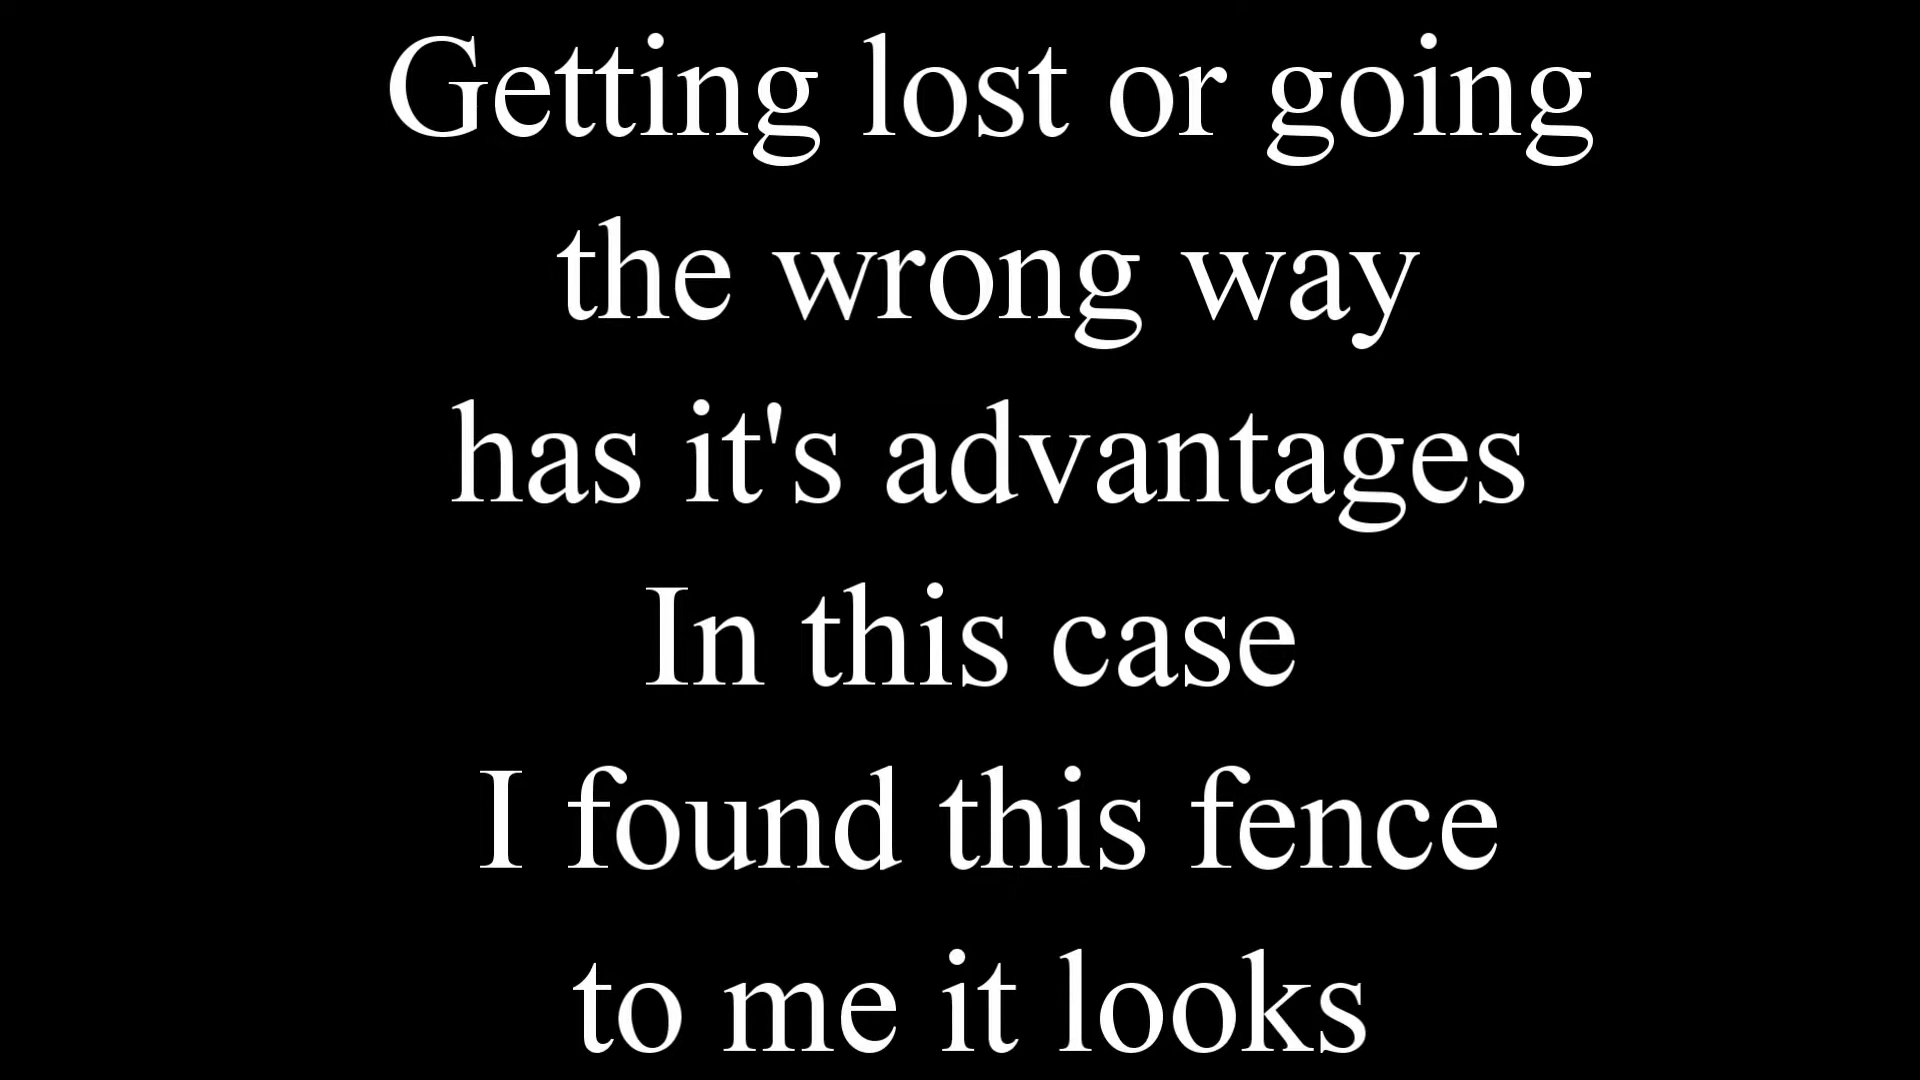 Getting lost or going
the wrong way
has it's advantages
In this case
I found this fence
to me it looks